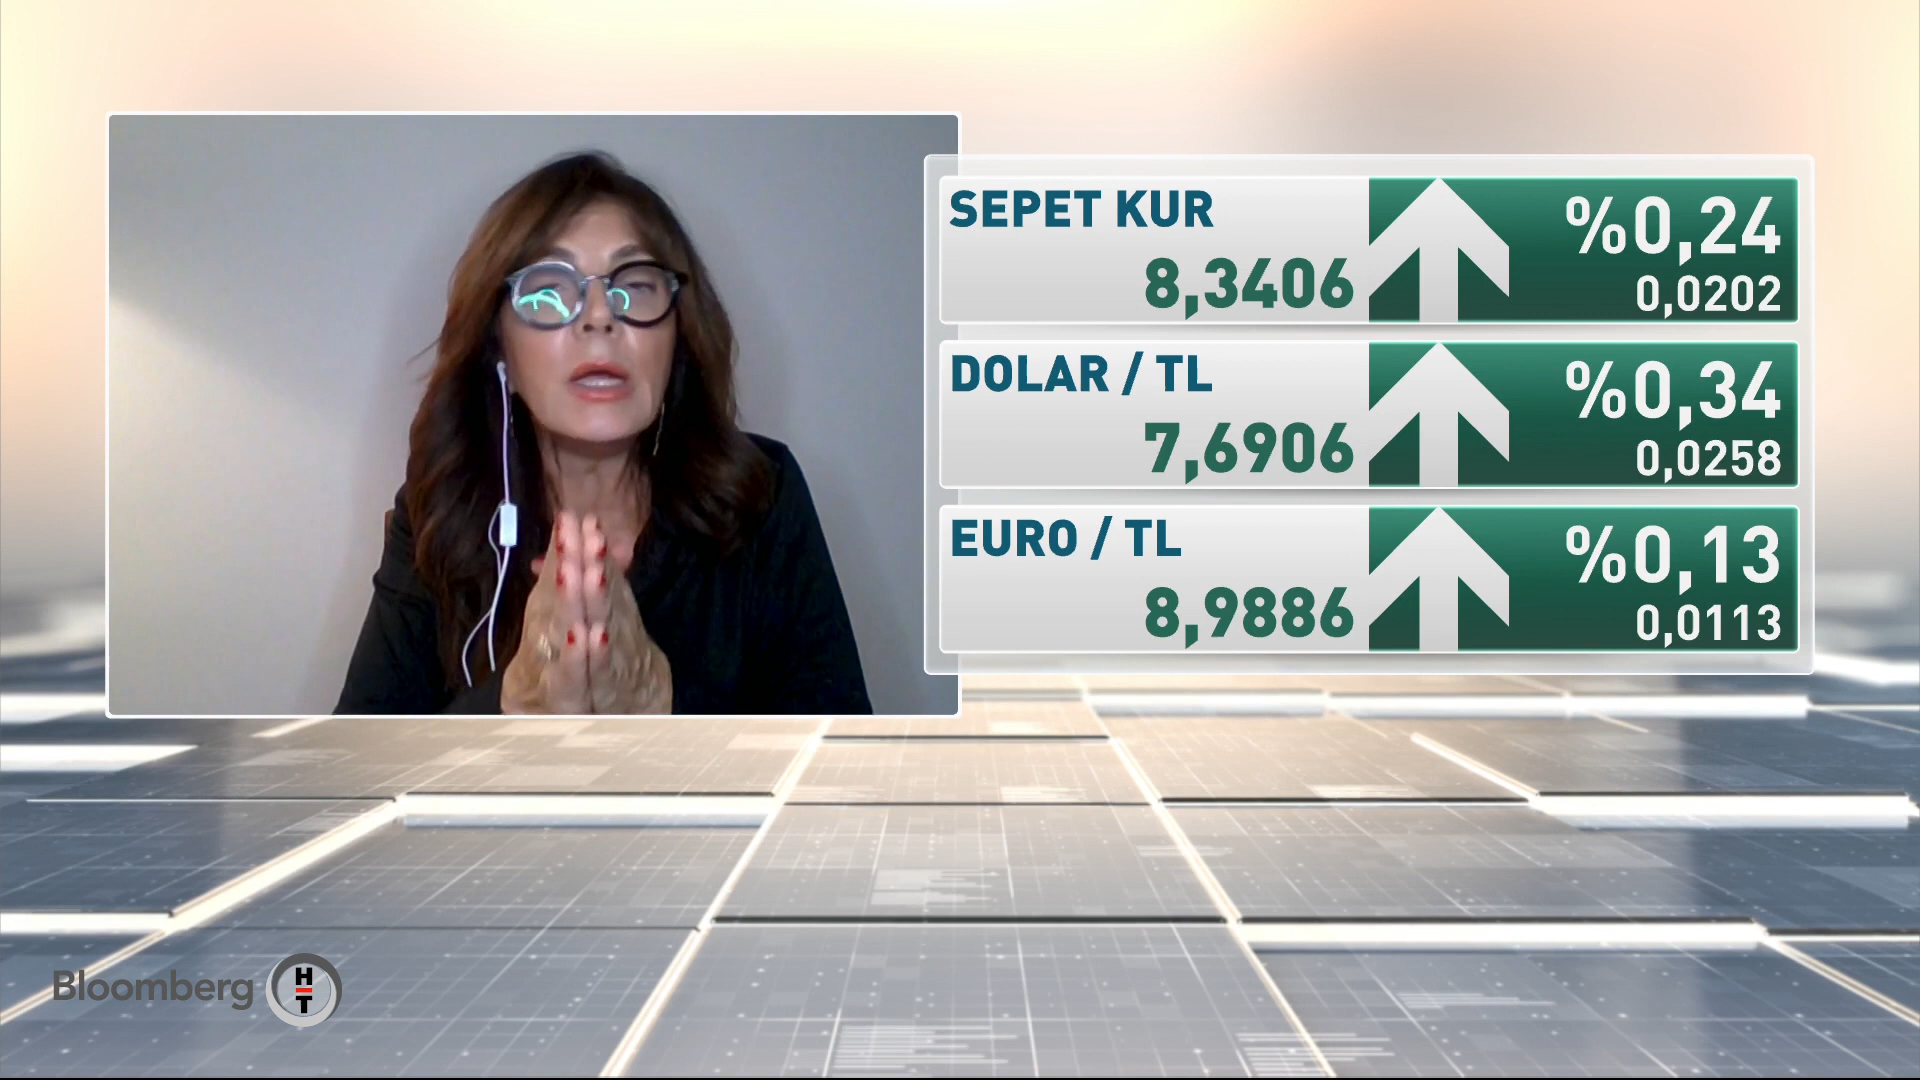 SEPET KUR
8,3406
%0,24
0,0202
DOLAR / TL
7,6906
%0,34
0,0258
EURO / TL
8,9886
%0,13
0,0113
Bloomberg HT